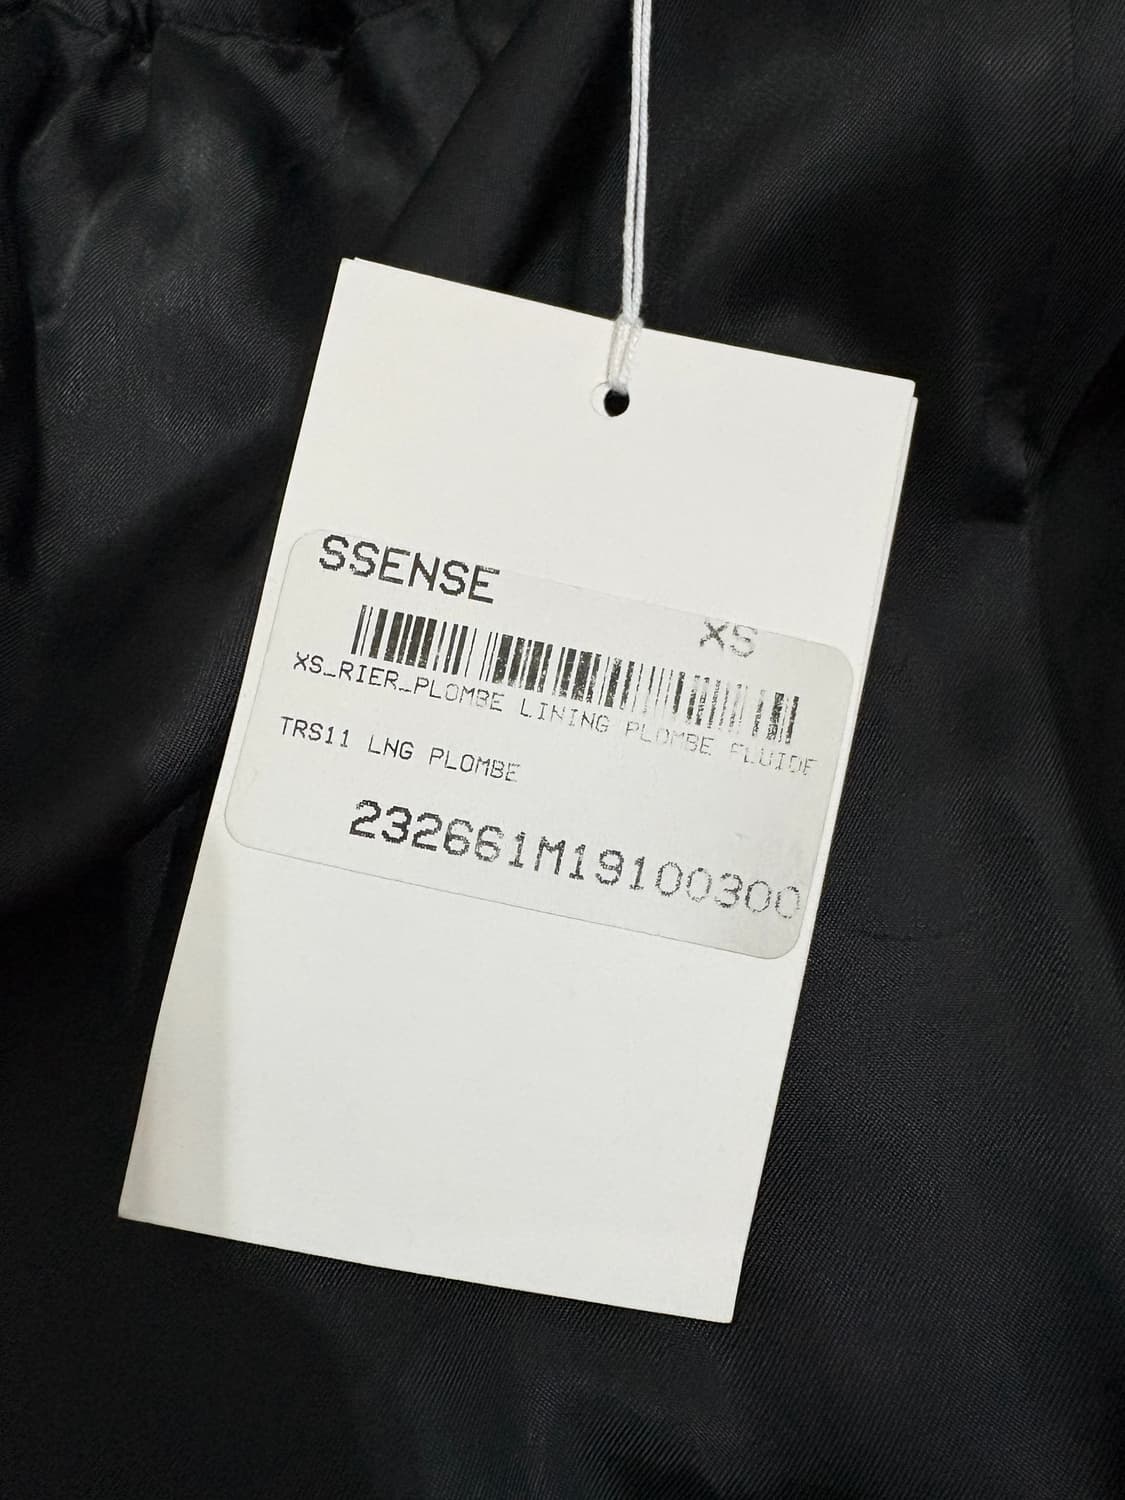 SSENSE
XS
XS_RIER_PLOMBE LINING PLOMBE FLUIDE
TRS11 LNG PLOMBE
232661M19100300